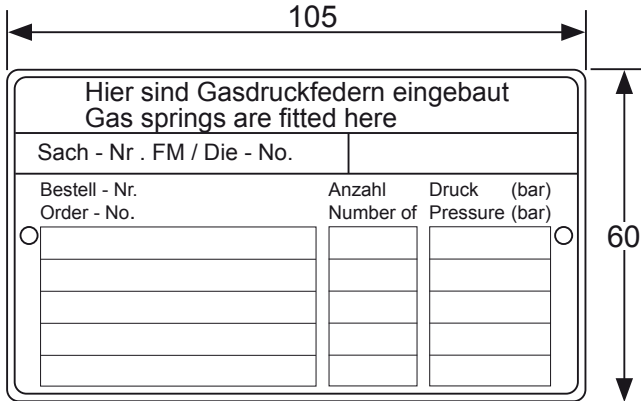 105
Hier sind Gasdruckfedern eingebaut
Gas springs are fitted here
Sach - Nr . FM / Die - No.
Bestell - Nr. Anzahl Druck (bar)
Order - No. Number of Pressure (bar)
60